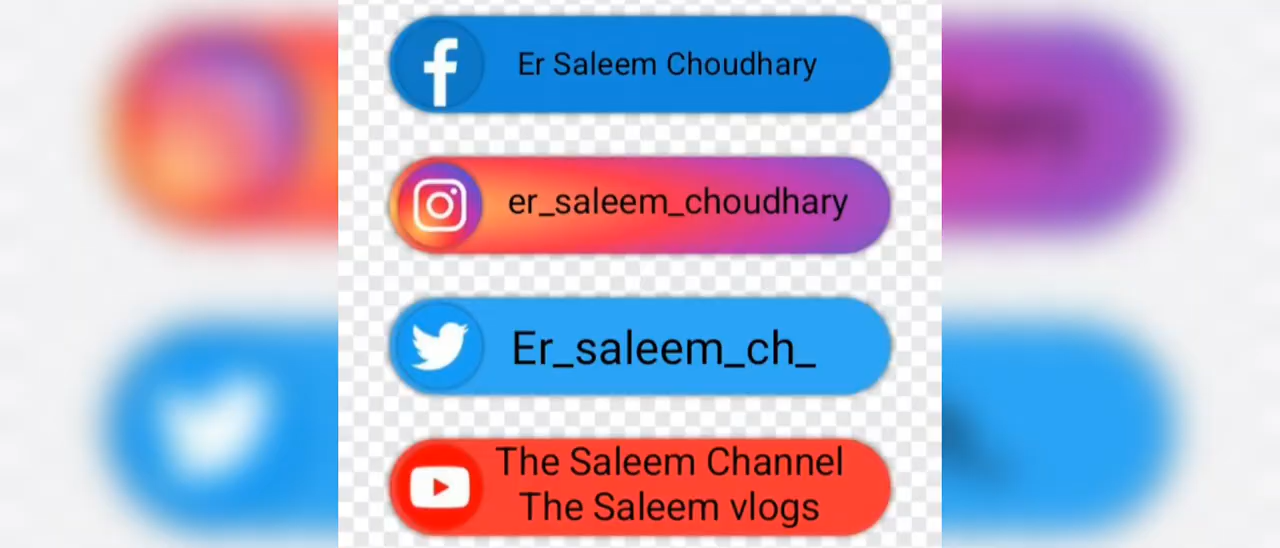 Er Saleem Choudhary
er_saleem_choudhary
Er_saleem_ch_
The Saleem Channel
The Saleem vlogs